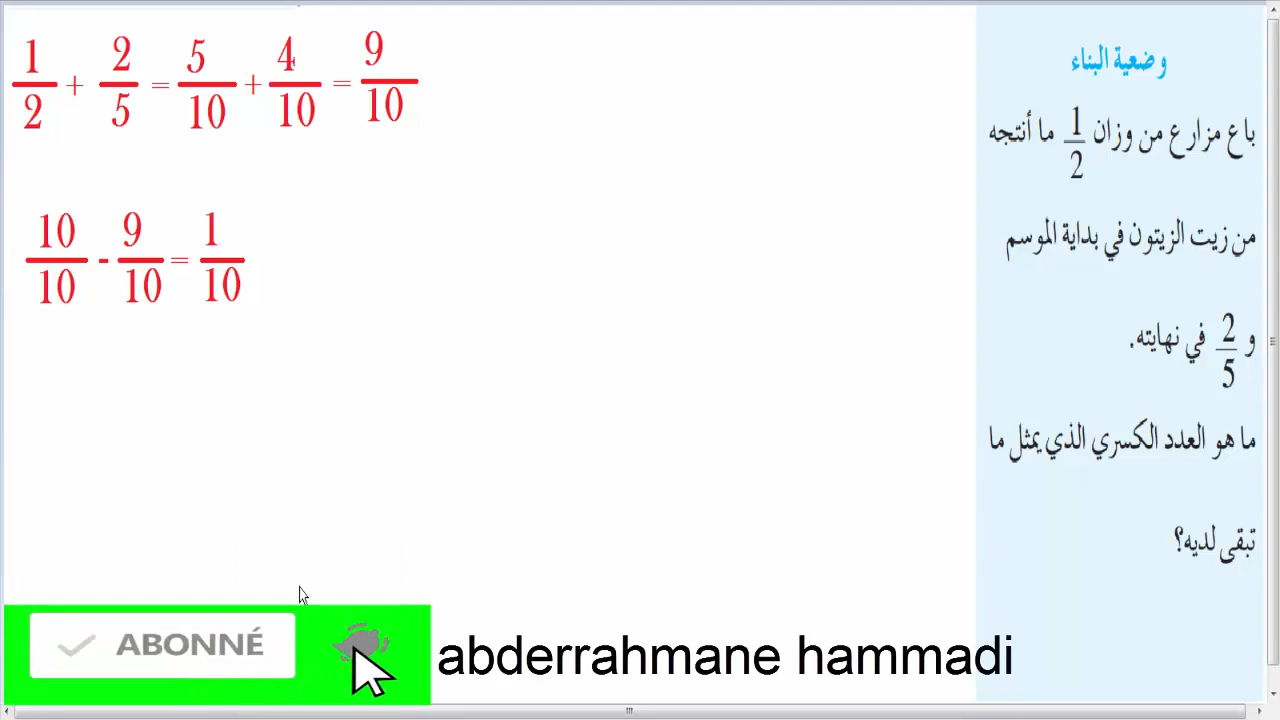 1/2 + 2/5 = 5/10 + 4/10 = 9/10
10/10 - 9/10 = 1/10
وضعية البناء
باع مزارع من وزان 1/2 ما أنتجه
من زيت الزيتون في بداية الموسم
و 2/5 في نهايته.
ما هو العدد الكسري الذي يمثل ما
تبقى لديه؟
ABONNÉ
abderrahmane hammadi